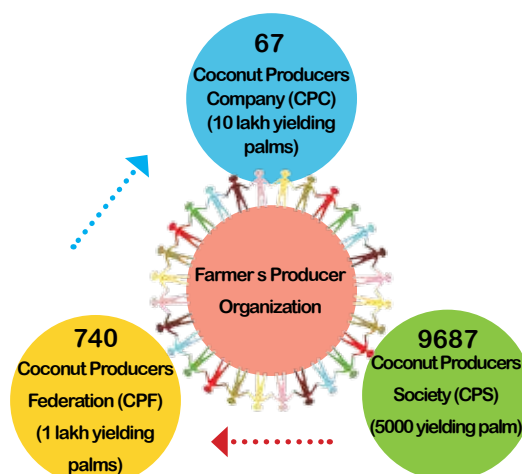 67
Coconut Producers
Company (CPC)
(10 lakh yielding
palms)
Farmer s Producer
Organization
740
Coconut Producers
Federation (CPF)
(1 lakh yielding
palms)
9687
Coconut Producers
Society (CPS)
(5000 yielding palm)